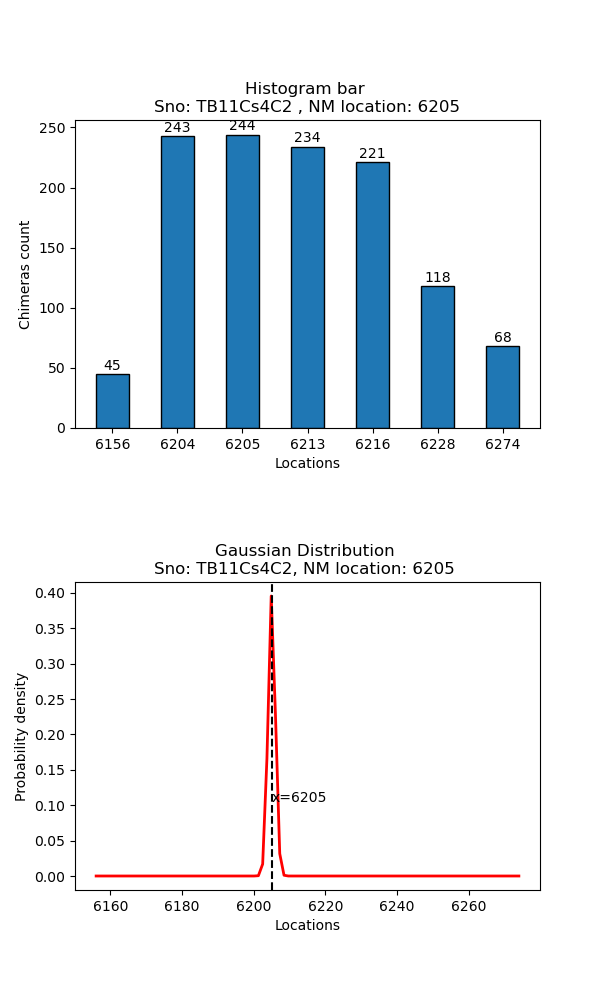 Histogram bar
Sno: TB11Cs4C2 , NM location: 6205
250
200
150
100
50
0
Chimeras count
45
243
244
234
221
118
68
6156 6204 6205 6213 6216 6228 6274
Locations
Gaussian Distribution
Sno: TB11Cs4C2, NM location: 6205
0.40
0.35
0.30
0.25
0.20
0.15
0.10
0.05
0.00
Probability density
x=6205
6160 6180 6200 6220 6240 6260
Locations